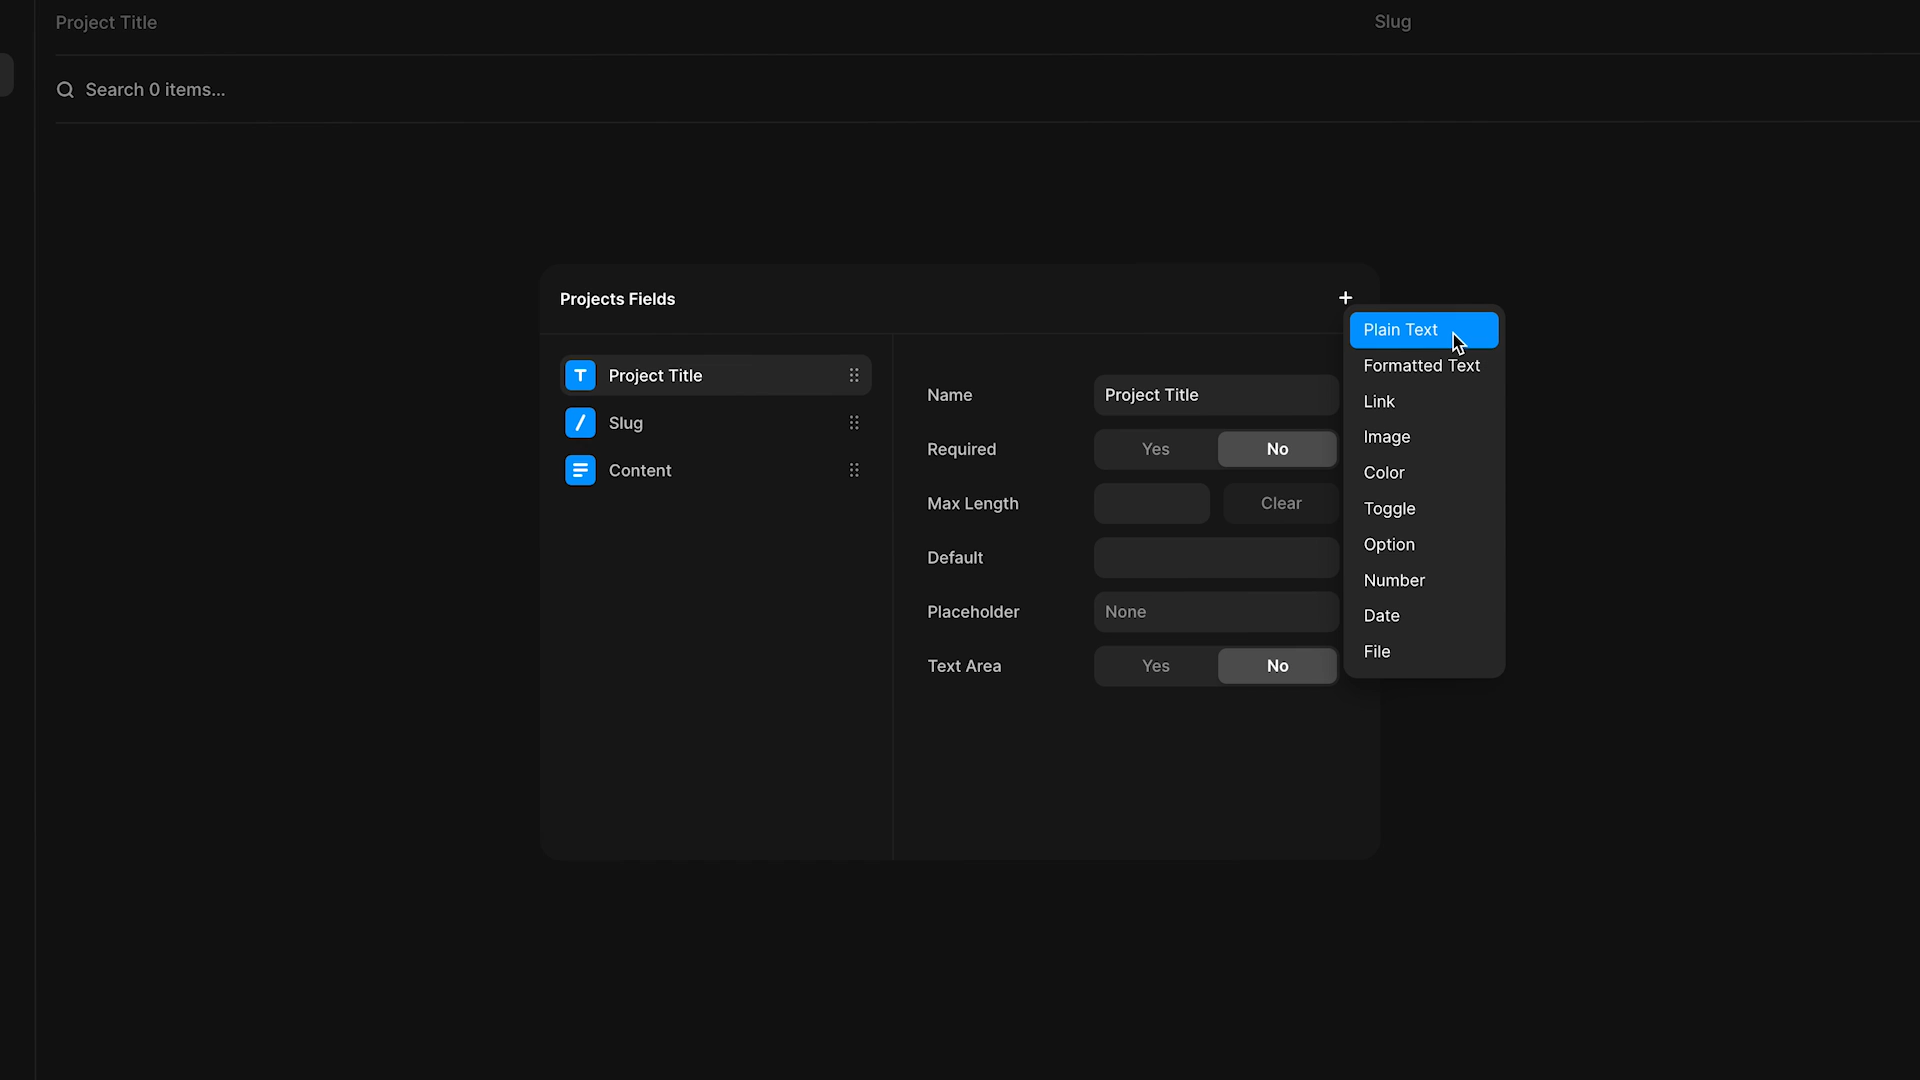 Project Title
Slug
Search 0 items...
Projects Fields
Project Title
Slug
Content
Name
Project Title
Required
Yes
No
Max Length
Clear
Default
Placeholder
None
Text Area
Yes
No
Plain Text
Formatted Text
Link
Image
Color
Toggle
Option
Number
Date
File